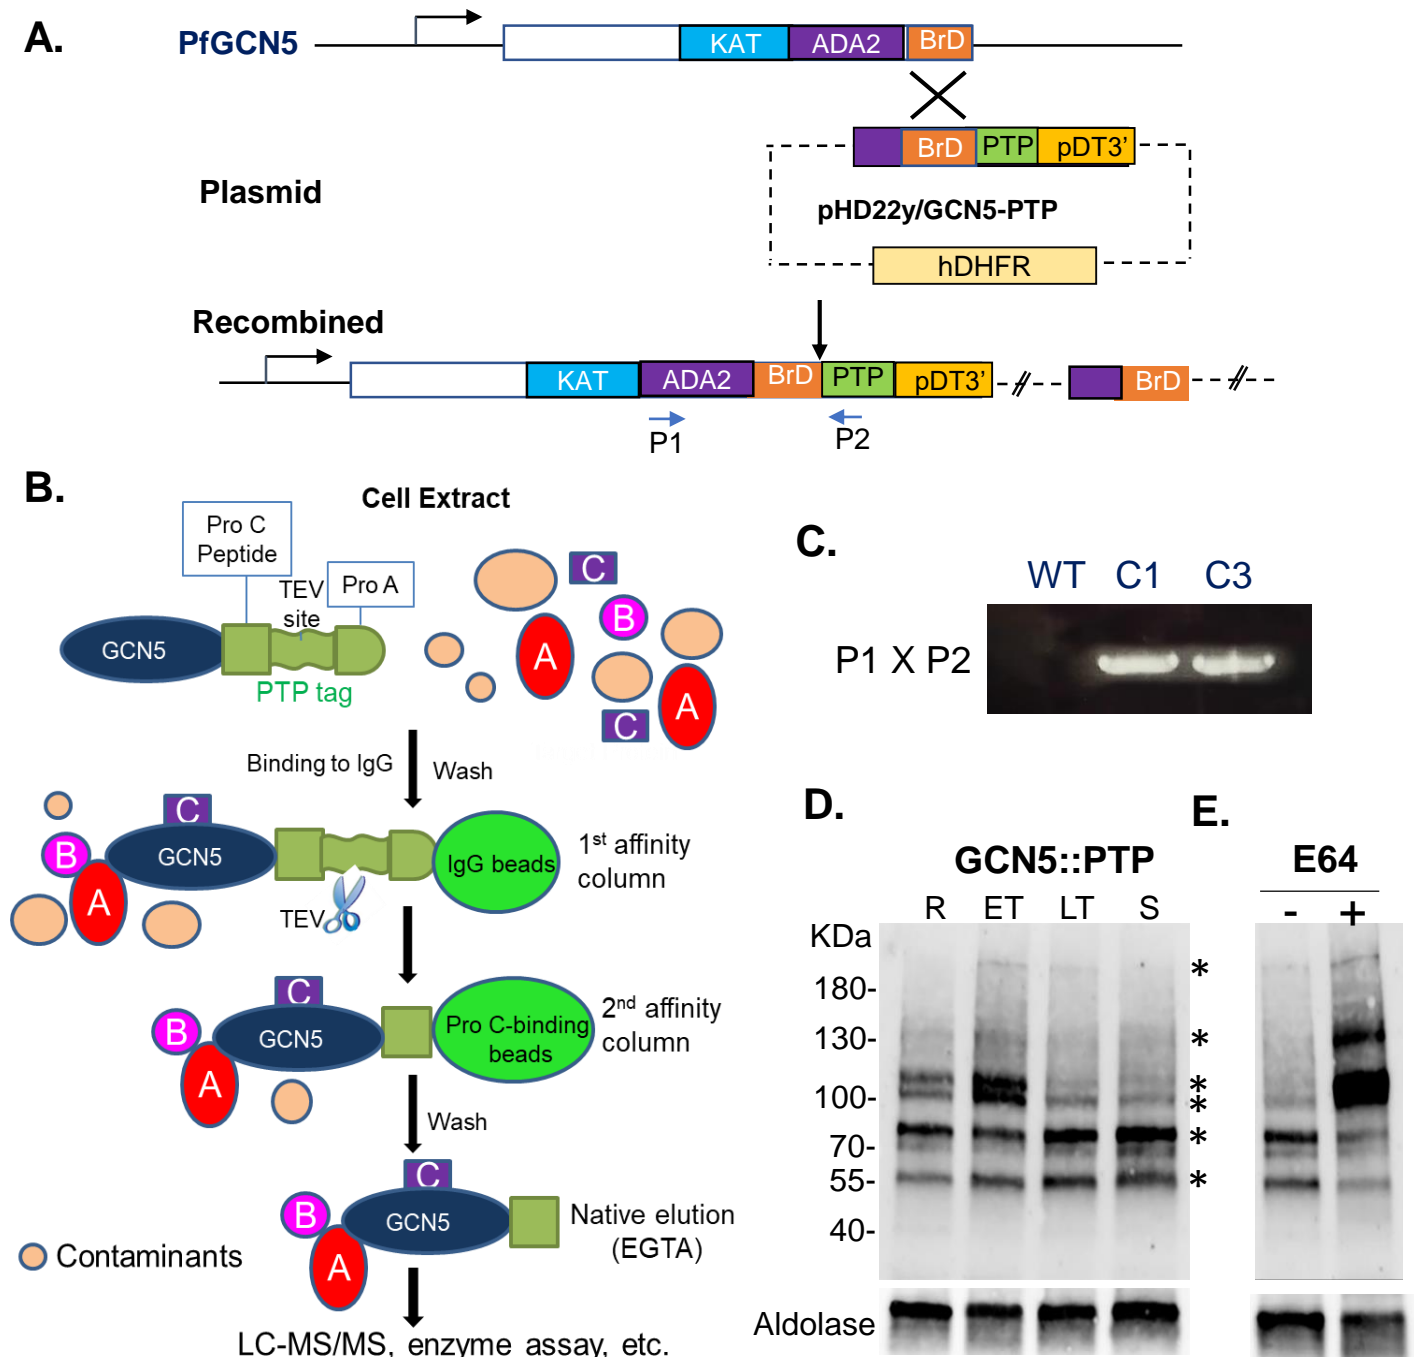 A.
PfGCN5
KAT ADA2 BrD
BrD PTP pDT3’
Plasmid
pHD22y/GCN5-PTP
hDHFR
Recombined
KAT ADA2 BrD PTP pDT3’ BrD
P1 P2
B.
Cell Extract
Pro C
Peptide
TEV
site
Pro A
GCN5
PTP tag
C
B
A
C
A
Binding to IgG
Wash
C
B
GCN5
A
IgG beads
1st affinity
column
TEV
C
B
GCN5
A
Pro C-binding
beads
2nd affinity
column
Wash
C
B
GCN5
A
Native elution
(EGTA)
Contaminants
LC-MS/MS, enzyme assay, etc.
C.
WT C1 C3
P1 X P2
D.
GCN5::PTP
R ET LT S
KDa
180-
130-
100-
70-
55-
40-
*
*
*
*
*
*
Aldolase
E.
E64
- +